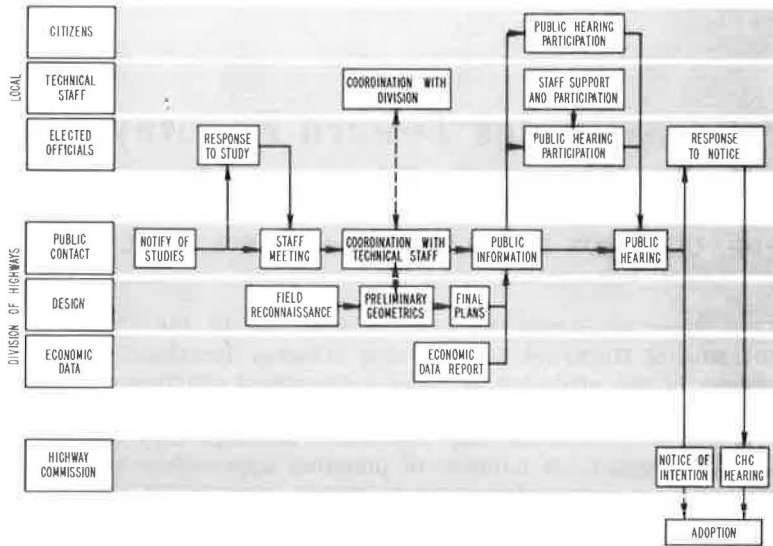 CITIZENS
PUBLIC HEARING
PARTICIPATION
LOCAL
TECHNICAL
STAFF
COORDINATION WITH
DIVISION
STAFF SUPPORT
AND PARTICIPATION
ELECTED
OFFICIALS
RESPONSE
TO STUDY
PUBLIC HEARING
PARTICIPATION
RESPONSE
TO NOTICE
DIVISION OF HIGHWAYS
PUBLIC
CONTACT
NOTIFY OF
STUDIES
STAFF
MEETING
COORDINATION WITH
TECHNICAL STAFF
PUBLIC
INFORMATION
PUBLIC
HEARING
DESIGN
FIELD
RECONNAISSANCE
PRELIMINARY
GEOMETRICS
FINAL
PLANS
ECONOMIC
DATA
ECONOMIC
DATA REPORT
HIGHWAY
COMMISSION
NOTICE OF
INTENTION
CHC
HEARING
ADOPTION